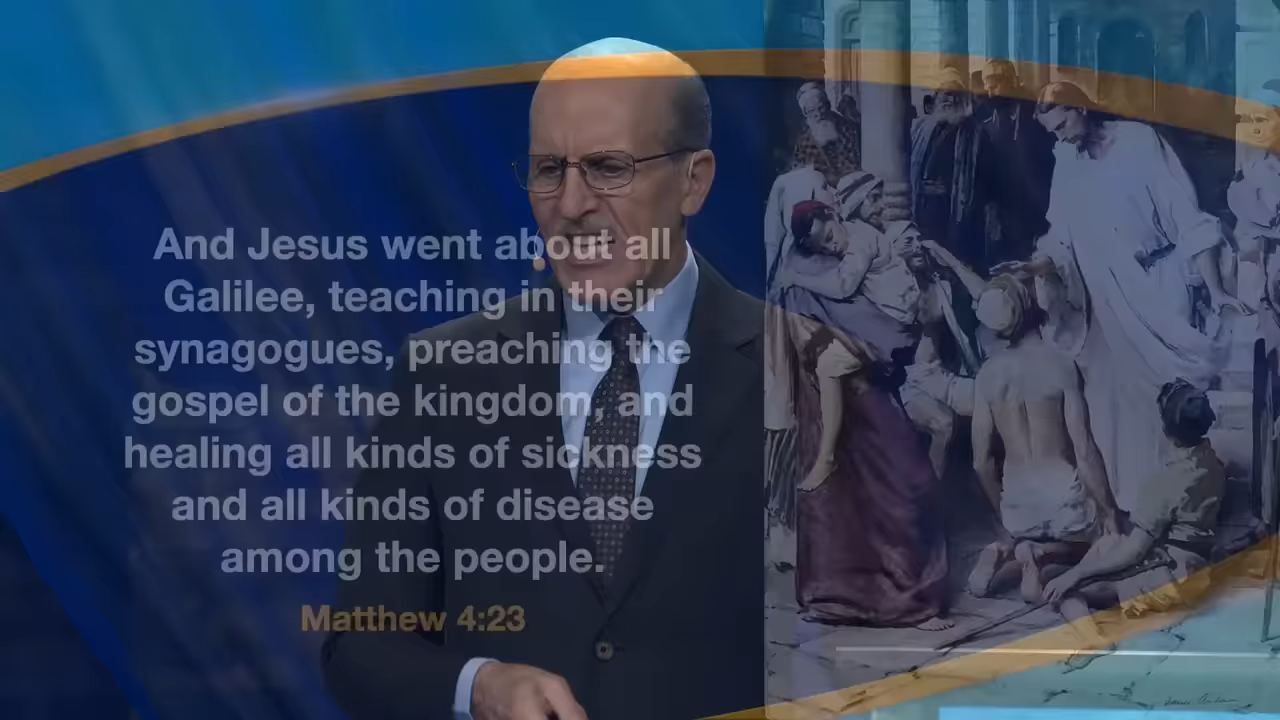 And Jesus went about all
Galilee, teaching in their
synagogues, preaching the
gospel of the kingdom, and
healing all kinds of sickness
and all kinds of disease
among the people.
Matthew 4:23